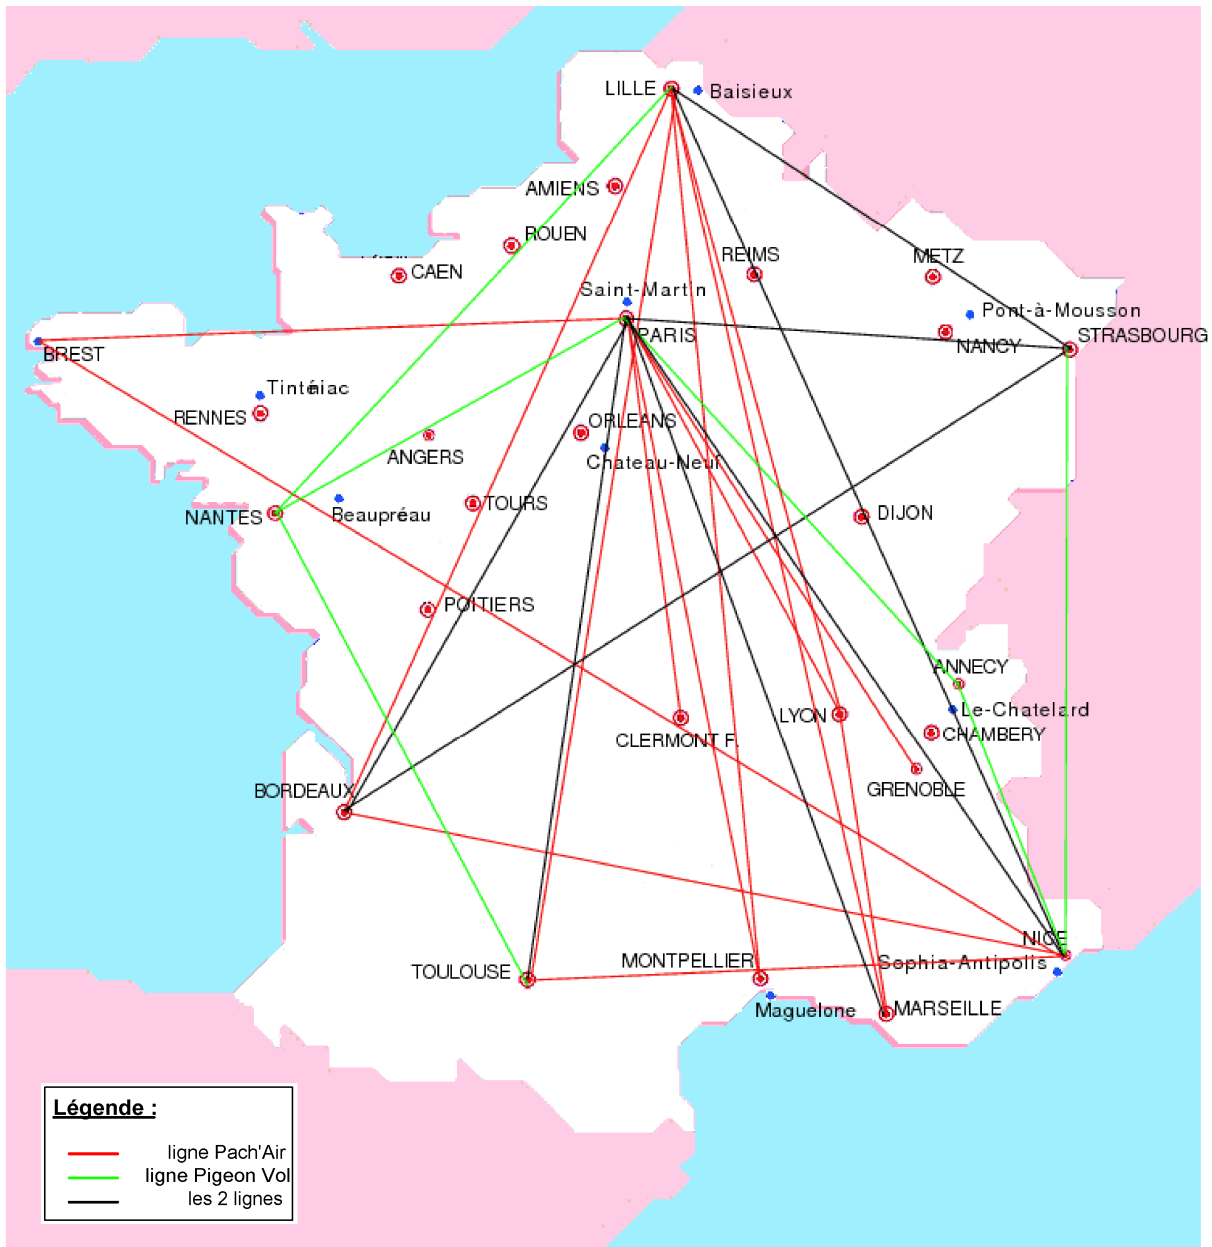 LILLE
Baisieux
AMIENS
ROUEN
CAEN
REIMS
METZ
Saint-Martin
Pont-à-Mousson
PARIS
STRASBOURG
NANCY
BREST
Tinténiac
RENNES
ORLEANS
ANGERS
Chateau-Neuf
TOURS
NANTES
Beaupréau
DIJON
POITIERS
ANNECY
Le-Chatelard
LYON
CHAMBERY
CLERMONT F.
BORDEAUX
GRENOBLE
NICE
MONTPELLIER
Sophia-Antipolis
TOULOUSE
Maguelone
MARSEILLE
Légende :
ligne Pach'Air
ligne Pigeon Vol
les 2 lignes